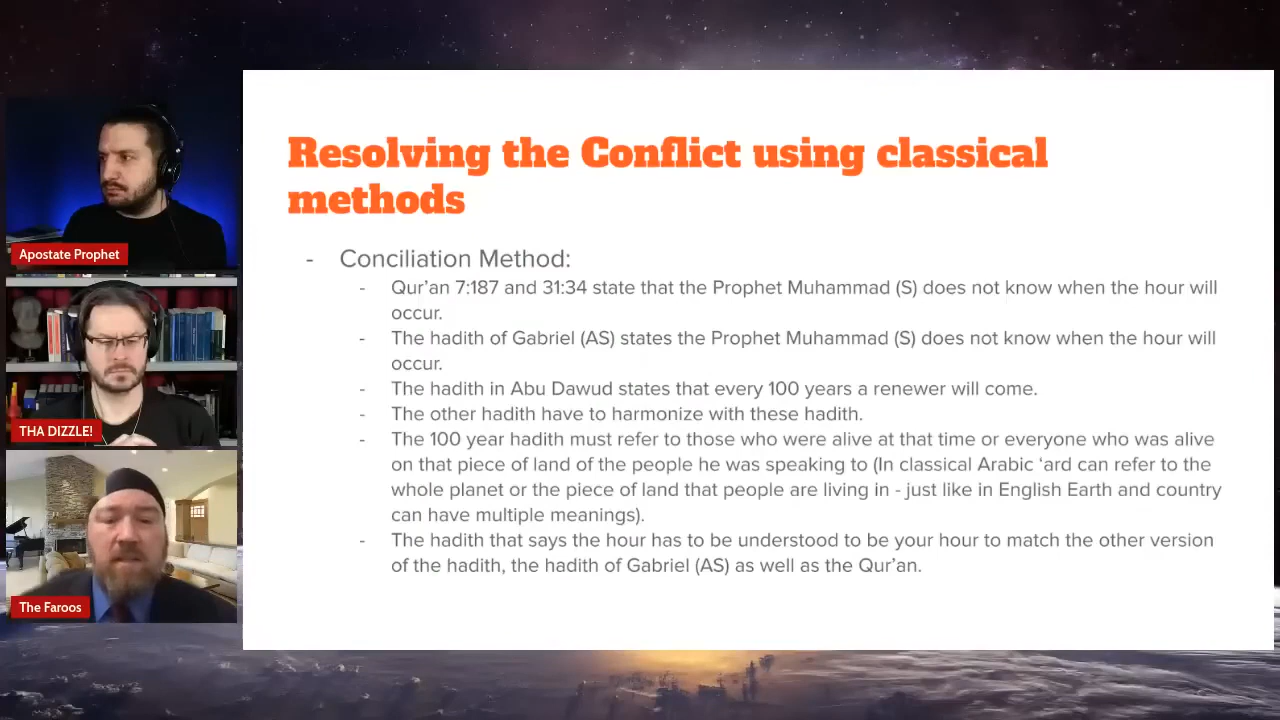 Resolving the Conflict using classical
methods
- Conciliation Method:
- Qur’an 7:187 and 31:34 state that the Prophet Muhammad (S) does not know when the hour will
occur.
- The hadith of Gabriel (AS) states the Prophet Muhammad (S) does not know when the hour will
occur.
- The hadith in Abu Dawud states that every 100 years a renewer will come.
- The other hadith have to harmonize with these hadith.
- The 100 year hadith must refer to those who were alive at that time or everyone who was alive
on that piece of land of the people he was speaking to (In classical Arabic ‘ard can refer to the
whole planet or the piece of land that people are living in - just like in English Earth and country
can have multiple meanings).
- The hadith that says the hour has to be understood to be your hour to match the other version
of the hadith, the hadith of Gabriel (AS) as well as the Qur’an.
Apostate Prophet
THA DIZZLE!
The Faroos